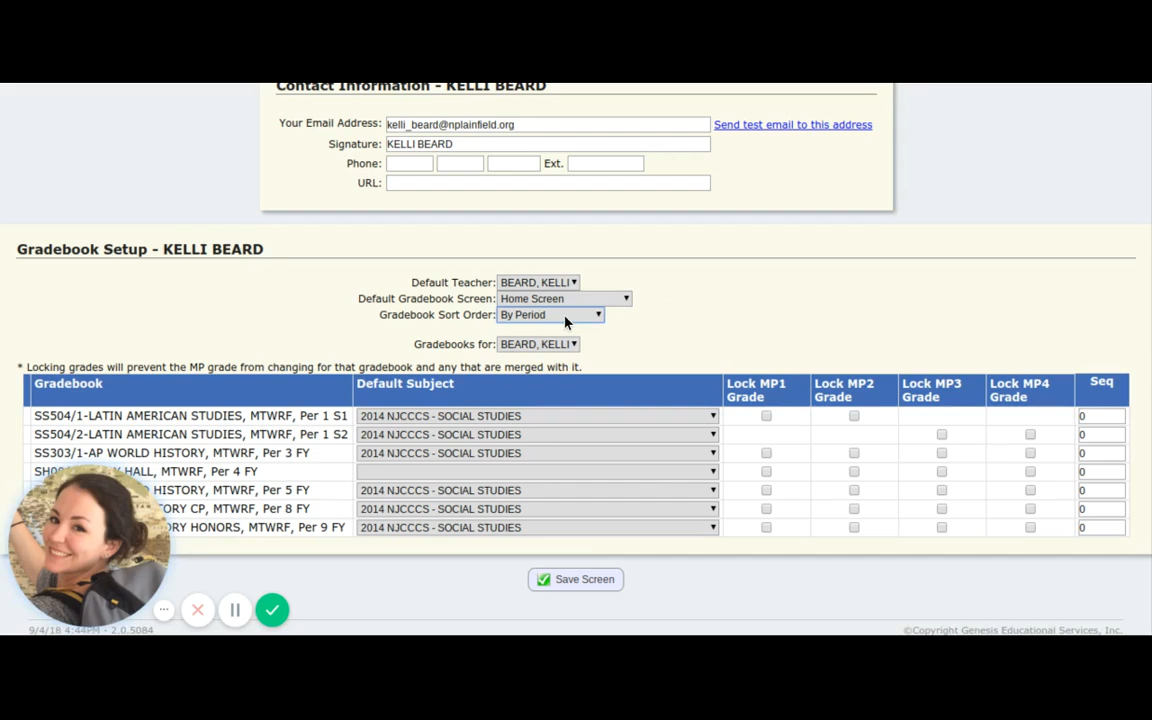 Contact Information - KELLI BEARD
Your Email Address: kelli_beard@nplainfield.org Send test email to this address
Signature: KELLI BEARD
Phone: Ext.
URL:
Gradebook Setup - KELLI BEARD
Default Teacher: BEARD, KELLI
Default Gradebook Screen: Home Screen
Gradebook Sort Order: By Period
Gradebooks for: BEARD, KELLI
* Locking grades will prevent the MP grade from changing for that gradebook and any that are merged with it.
Gradebook Default Subject Lock MP1 Grade Lock MP2 Grade Lock MP3 Grade Lock MP4 Grade Seq
SS504/1-LATIN AMERICAN STUDIES, MTWRF, Per 1 S1 2014 NJCCCS - SOCIAL STUDIES 0
SS504/2-LATIN AMERICAN STUDIES, MTWRF, Per 1 S2 2014 NJCCCS - SOCIAL STUDIES 0
SS303/1-AP WORLD HISTORY, MTWRF, Per 3 FY 2014 NJCCCS - SOCIAL STUDIES 0
HALL, MTWRF, Per 4 FY 0
HISTORY, MTWRF, Per 5 FY 2014 NJCCCS - SOCIAL STUDIES 0
ORY CP, MTWRF, Per 8 FY 2014 NJCCCS - SOCIAL STUDIES 0
ORY HONORS, MTWRF, Per 9 FY 2014 NJCCCS - SOCIAL STUDIES 0
Save Screen
9/4/18 4:44PM - 2.0.5084 ©Copyright Genesis Educational Services, Inc.